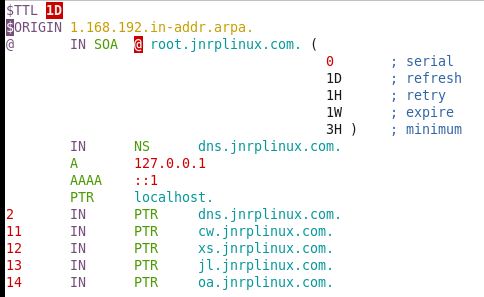 $TTL 1D
$ORIGIN 1.168.192.in-addr.arpa.
@ IN SOA @ root.jnrplinux.com. (
0 ; serial
1D ; refresh
1H ; retry
1W ; expire
3H ) ; minimum
IN NS dns.jnrplinux.com.
A 127.0.0.1
AAAA ::1
PTR localhost.
2 IN PTR dns.jnrplinux.com.
11 IN PTR cw.jnrplinux.com.
12 IN PTR xs.jnrplinux.com.
13 IN PTR jl.jnrplinux.com.
14 IN PTR oa.jnrplinux.com.